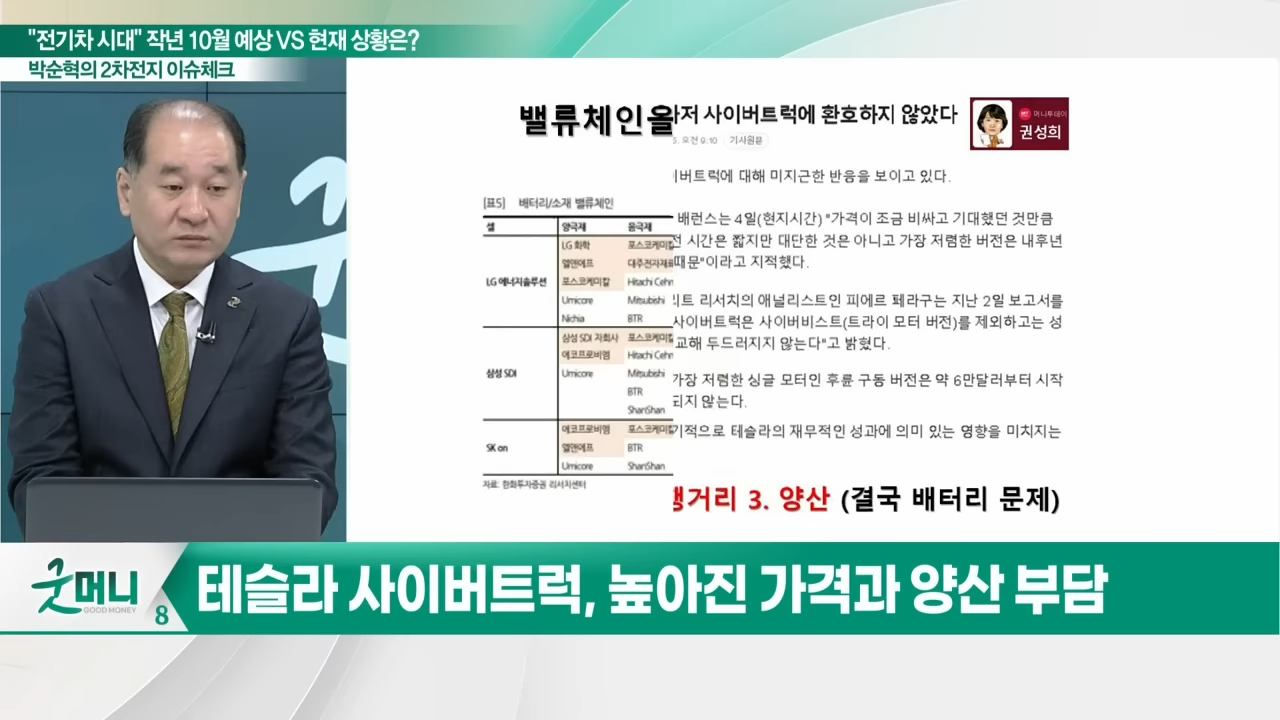 "전기차 시대" 작년 10월 예상 VS 현재 상황은?
박순혁의 2차전지 이슈체크
밸류체인을
사이버트럭에 환호하지 않았다
머니투데이
권성희
오전 9:10 기사원문
대해 미지근한 반응을 보이고 있다.
배런스는 4일(현지시간) "가격이 조금 비싸고 기대했던 것만큼
시간은 짧지만 대단한 것은 아니고 가장 저렴한 버전은 내후년
때문"이라고 지적했다.
리서치의 애널리스트인 피에르 페라구는 지난 2일 보고서를
사이버트럭은 사이버비스트(트라이 모터 버전)를 제외하고는 성
두드러지지 않는다"고 밝혔다.
가장 저렴한 싱글 모터인 후륜 구동 버전은 약 6만달러부터 시작
되지 않는다.
테슬라의 재무적인 성과에 의미 있는 영향을 미치지는
3. 양산 (결국 배터리 문제)
[표5] 배터리/소재 밸류체인
셀 양극재 음극재
LG 에너지솔루션
LG 화학 포스코케미칼
엘앤에프 대주전자재료
포스코케미칼 Hitachi
Umicore Mitsubishi
Nichia BTR
삼성 SDI
삼성 SDI 자회사 포스코케미칼
에코프로비엠 Hitachi
Umicore Mitsubishi
BTR
ShanShan
SK on
에코프로비엠 포스코케미칼
엘앤에프 BTR
Umicore ShanShan
자료: 한화투자증권 리서치센터
굿머니
GOOD MONEY
8
테슬라 사이버트럭, 높아진 가격과 양산 부담